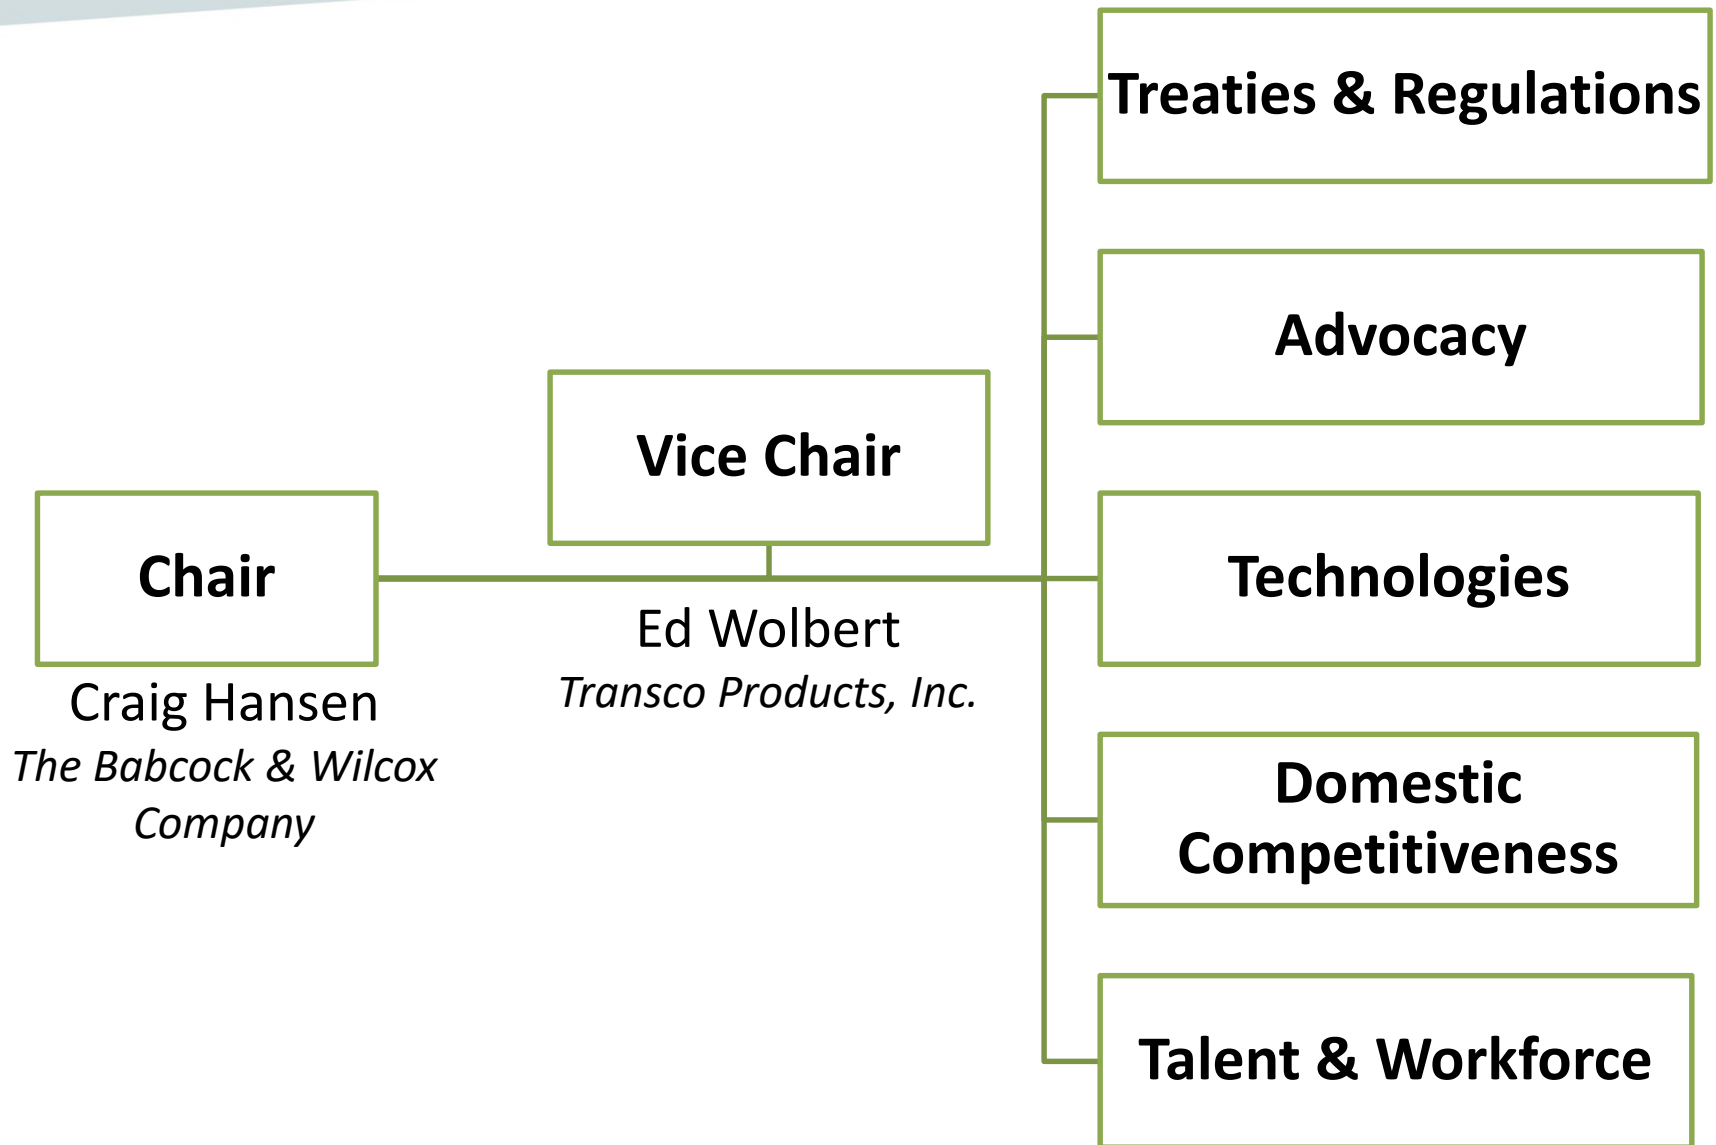 Chair
Craig Hansen
The Babcock & Wilcox
Company
Vice Chair
Ed Wolbert
Transco Products, Inc.
Treaties & Regulations
Advocacy
Technologies
Domestic
Competitiveness
Talent & Workforce